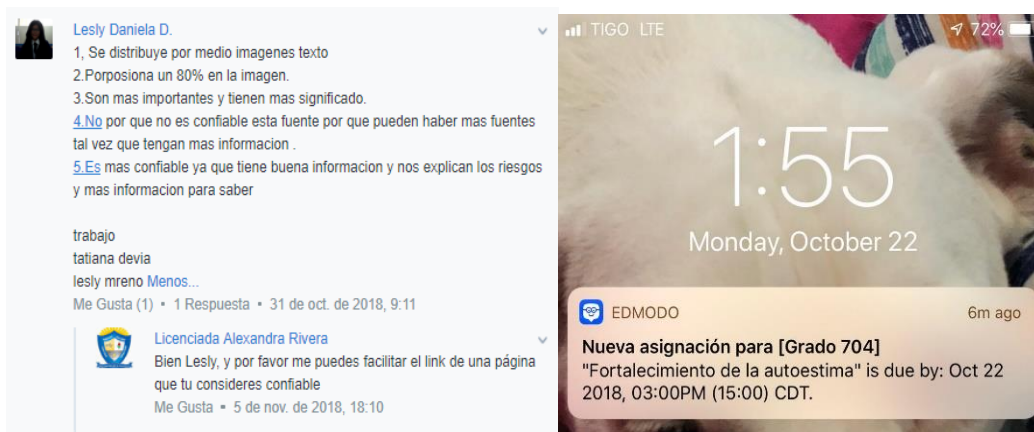 Lesly Daniela D.
1, Se distribuye por medio imagenes texto
2.Porposiona un 80% en la imagen.
3.Son mas importantes y tienen mas significado.
4.No por que no es confiable esta fuente por que pueden haber mas fuentes
tal vez que tengan mas informacion .
5.Es mas confiable ya que tiene buena informacion y nos explican los riesgos
y mas informacion para saber
trabajo
tatiana devia
lesly mreno Menos...
Me Gusta (1) • 1 Respuesta • 31 de oct. de 2018, 9:11
Licenciada Alexandra Rivera
Bien Lesly, y por favor me puedes facilitar el link de una página
que tu consideres confiable
Me Gusta • 5 de nov. de 2018, 18:10
TIGO LTE 72%
1:55
Monday, October 22
EDMODO 6m ago
Nueva asignación para [Grado 704]
"Fortalecimiento de la autoestima" is due by: Oct 22
2018, 03:00PM (15:00) CDT.